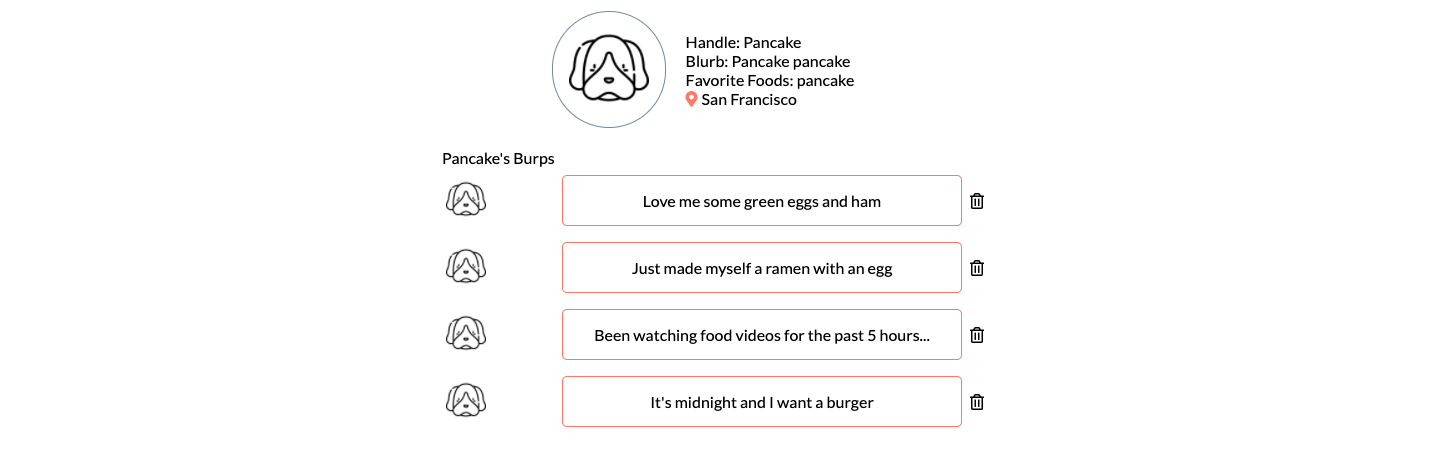 Handle: Pancake
Blurb: Pancake pancake
Favorite Foods: pancake
San Francisco
Pancake's Burps
Love me some green eggs and ham
Just made myself a ramen with an egg
Been watching food videos for the past 5 hours...
It's midnight and I want a burger